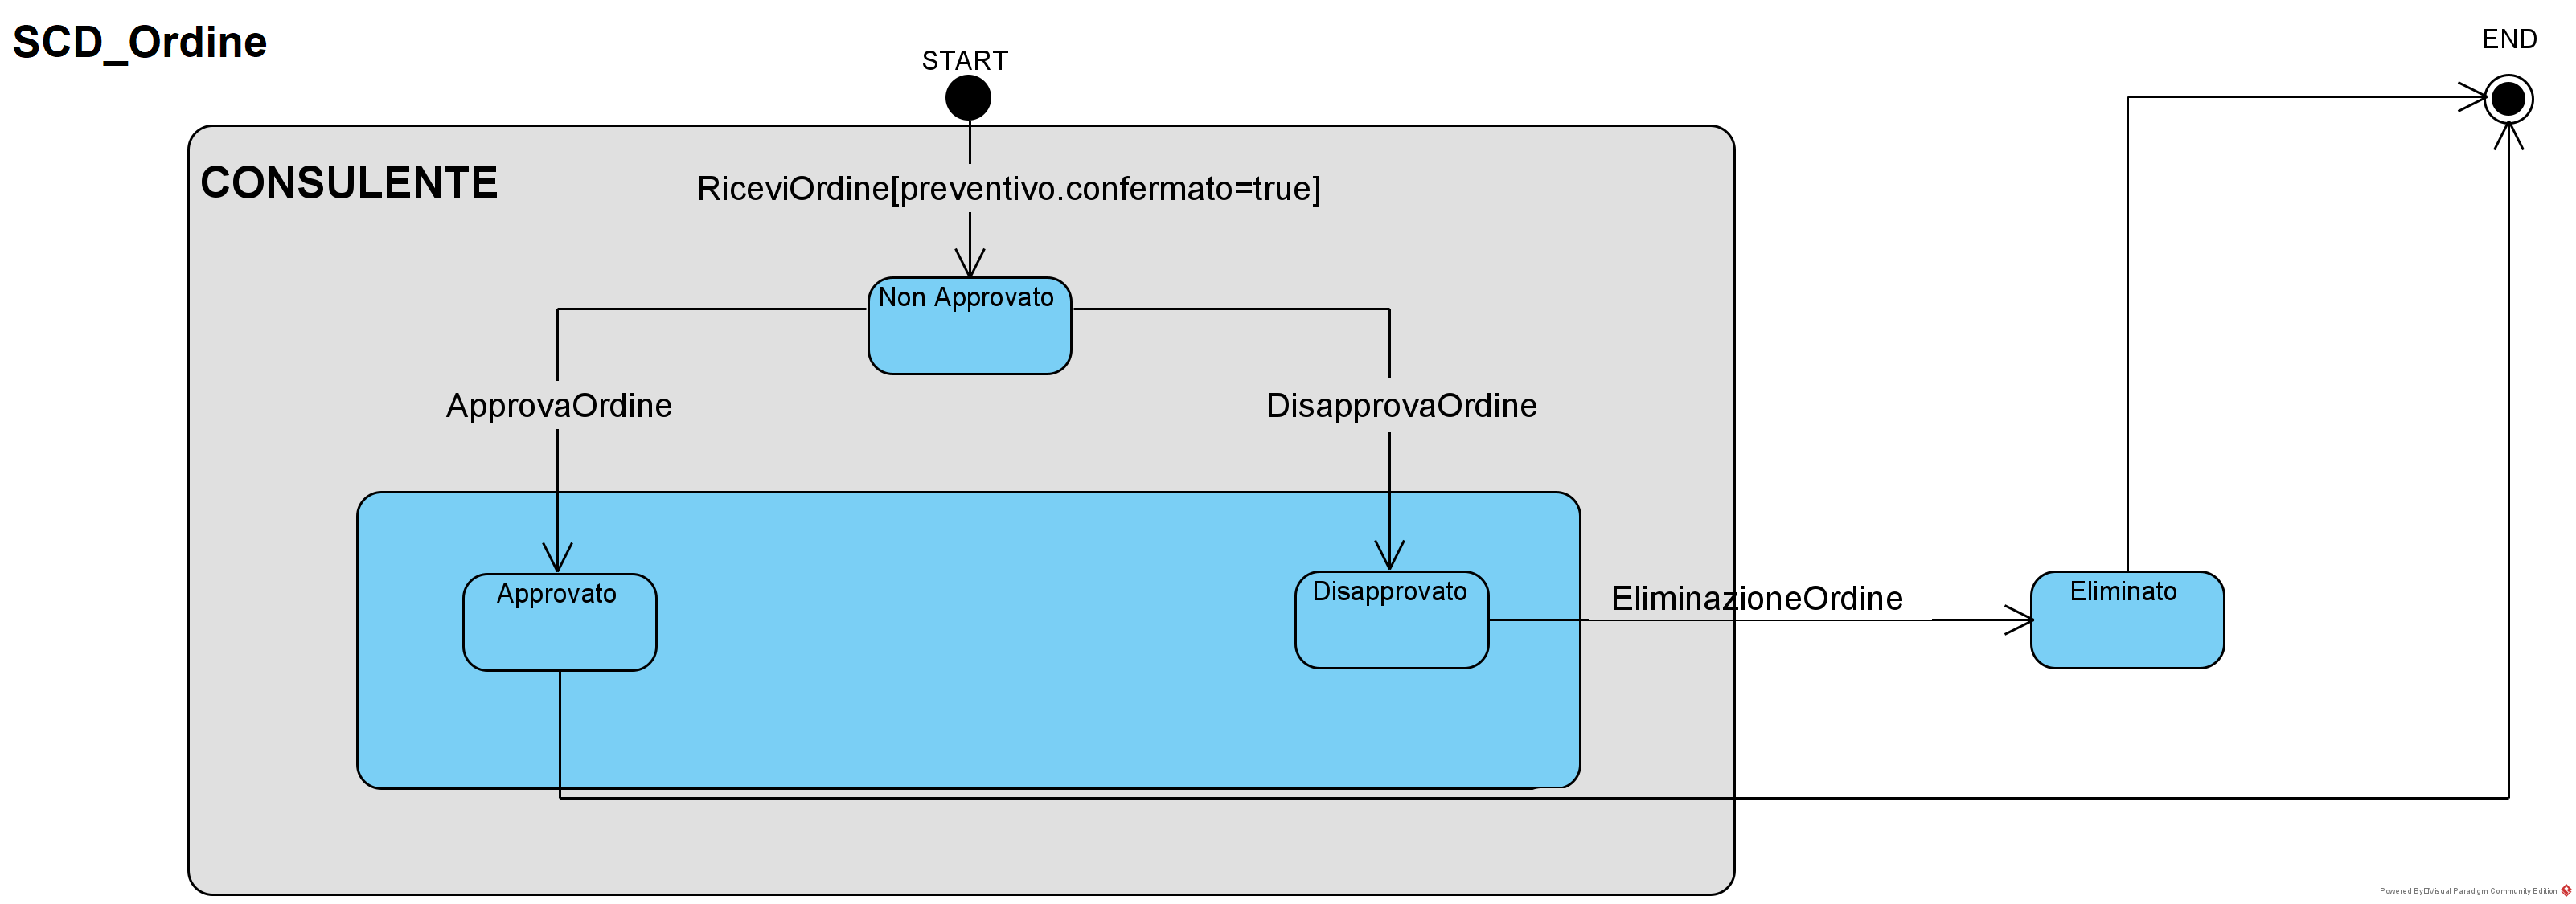 SCD_Ordine
START
END
CONSULENTE
RiceviOrdine[preventivo.confermato=true]
Non Approvato
ApprovaOrdine
DisapprovaOrdine
Approvato
Disapprovato
EliminazioneOrdine
Eliminato
Powered By□Visual Paradigm Community Edition